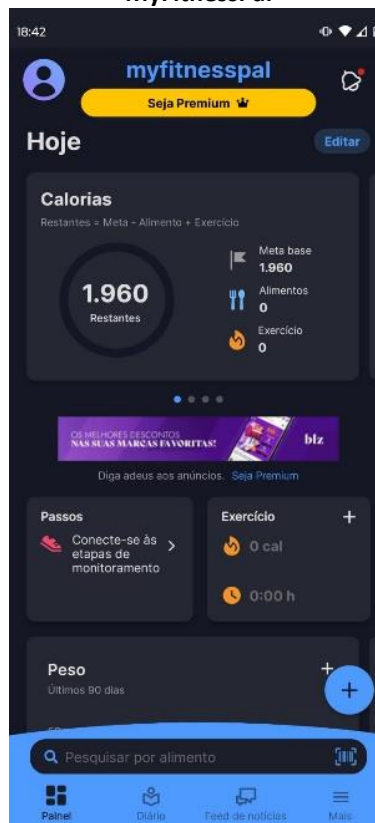 myFitnessPal
18:42
myfitnesspal
Seja Premium
Hoje
Editar
Calorias
Restantes = Meta - Alimento + Exercício
1.960
Restantes
Meta base
1.960
Alimentos
0
Exercício
0
OS MELHORES DESCONTOS
NAS SUAS MARCAS FAVORITAS!
blz
Diga adeus aos anúncios. Seja Premium
Passos
Conecte-se às
etapas de
monitoramento
Exercício
0 cal
0:00 h
Peso
Últimos 90 dias
Pesquisar por alimento
Painel
Diário
Feed de notícias
Mais